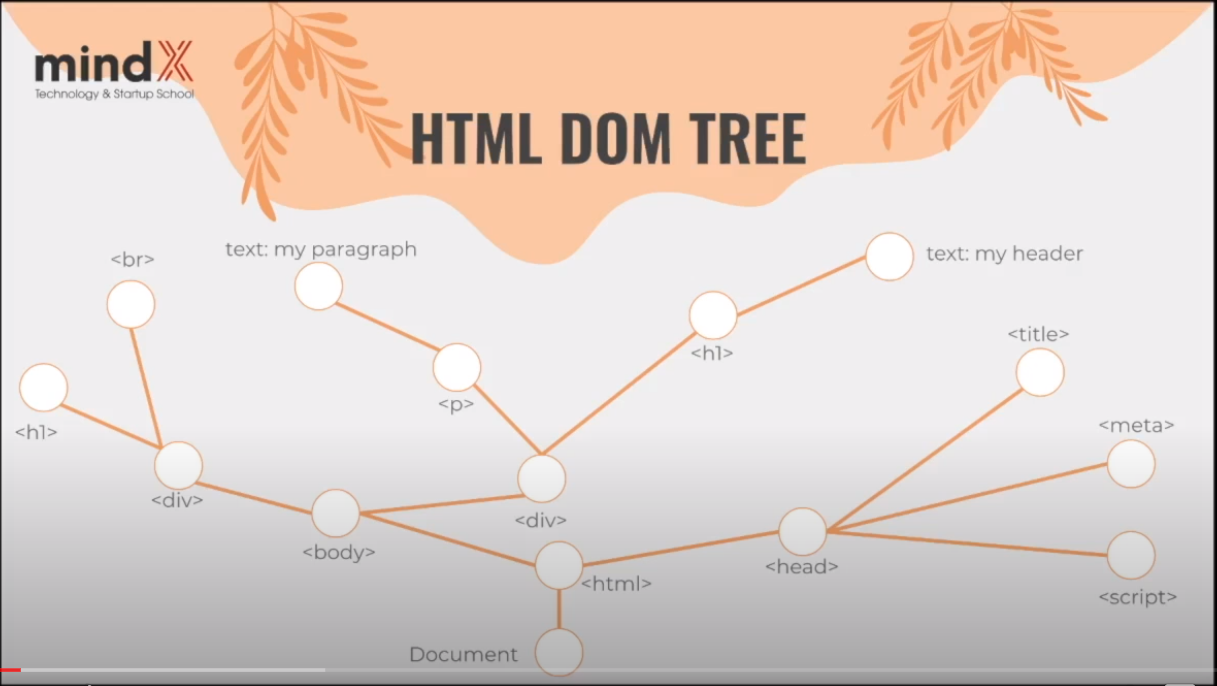 mindX
Technology & Startup School
HTML DOM TREE
<br>
text: my paragraph
text: my header
<h1>
<title>
<p>
<h1>
<meta>
<div>
<div>
<body>
<head>
<html>
<script>
Document